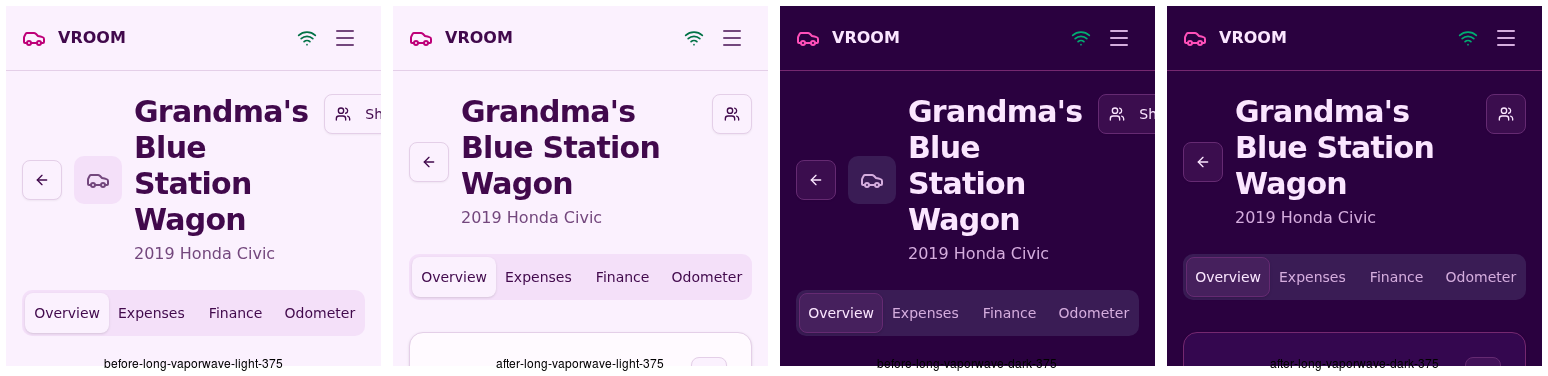 VROOM
Grandma's
Blue
Station
Wagon
2019 Honda Civic
Sh
Overview Expenses Finance Odometer
before-long-vaporwave-light-375
VROOM
Grandma's
Blue Station
Wagon
2019 Honda Civic
Overview Expenses Finance Odometer
after-long-vaporwave-light-375
VROOM
Grandma's
Blue
Station
Wagon
2019 Honda Civic
Sh
Overview Expenses Finance Odometer
before-long-vaporwave-dark-375
VROOM
Grandma's
Blue Station
Wagon
2019 Honda Civic
Overview Expenses Finance Odometer
after-long-vaporwave-dark-375